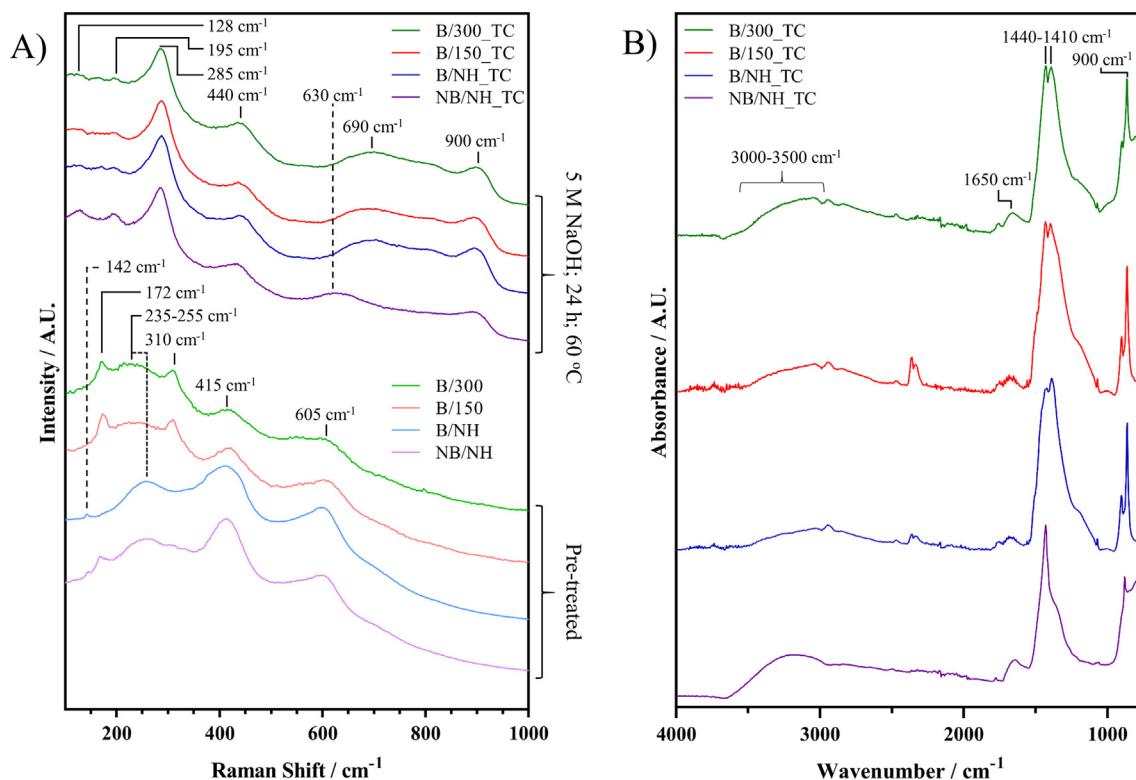 A)
128 cm⁻¹
195 cm⁻¹
285 cm⁻¹
440 cm⁻¹
630 cm⁻¹
690 cm⁻¹
900 cm⁻¹
B/300_TC
B/150_TC
B/NH_TC
NB/NH_TC
5 M NaOH; 24 h; 60 ºC
142 cm⁻¹
172 cm⁻¹
235-255 cm⁻¹
310 cm⁻¹
415 cm⁻¹
605 cm⁻¹
B/300
B/150
B/NH
NB/NH
Pre-treated
Intensity / A.U.
200 400 600 800 1000
Raman Shift / cm⁻¹
B)
B/300_TC
B/150_TC
B/NH_TC
NB/NH_TC
1440-1410 cm⁻¹
900 cm⁻¹
3000-3500 cm⁻¹
1650 cm⁻¹
Absorbance / A.U.
4000 3000 2000 1000
Wavenumber / cm⁻¹